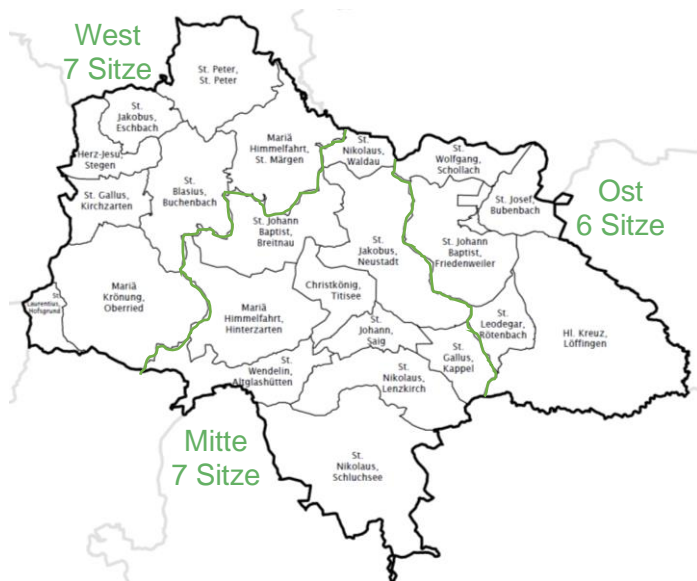 West
7 Sitze
St. Peter,
St. Peter
St.
Jakobus,
Eschbach
Mariä
Himmelfahrt,
St. Märgen
St.
Nikolaus,
Waldau
St.
Wolfgang,
Schollach
Herz-Jesu,
Stegen
St.
Blasius,
Buchenbach
St. Gallus,
Kirchzarten
St. Josef,
Bubenbach
Ost
6 Sitze
St. Johann
Baptist,
Breitnau
St.
Jakobus,
Neustadt
St. Johann
Baptist,
Friedenweiler
Mariä
Krönung,
Oberried
St.
Laurentius,
Hofsgrund
Christkönig,
Titisee
Mariä
Himmelfahrt,
Hinterzarten
St.
Johann,
Saig
St.
Leodegar,
Rötenbach
Hl. Kreuz,
Löffingen
St.
Wendelin,
Altglashütten
St.
Gallus,
Kappel
St.
Nikolaus,
Lenzkirch
Mitte
7 Sitze
St.
Nikolaus,
Schluchsee